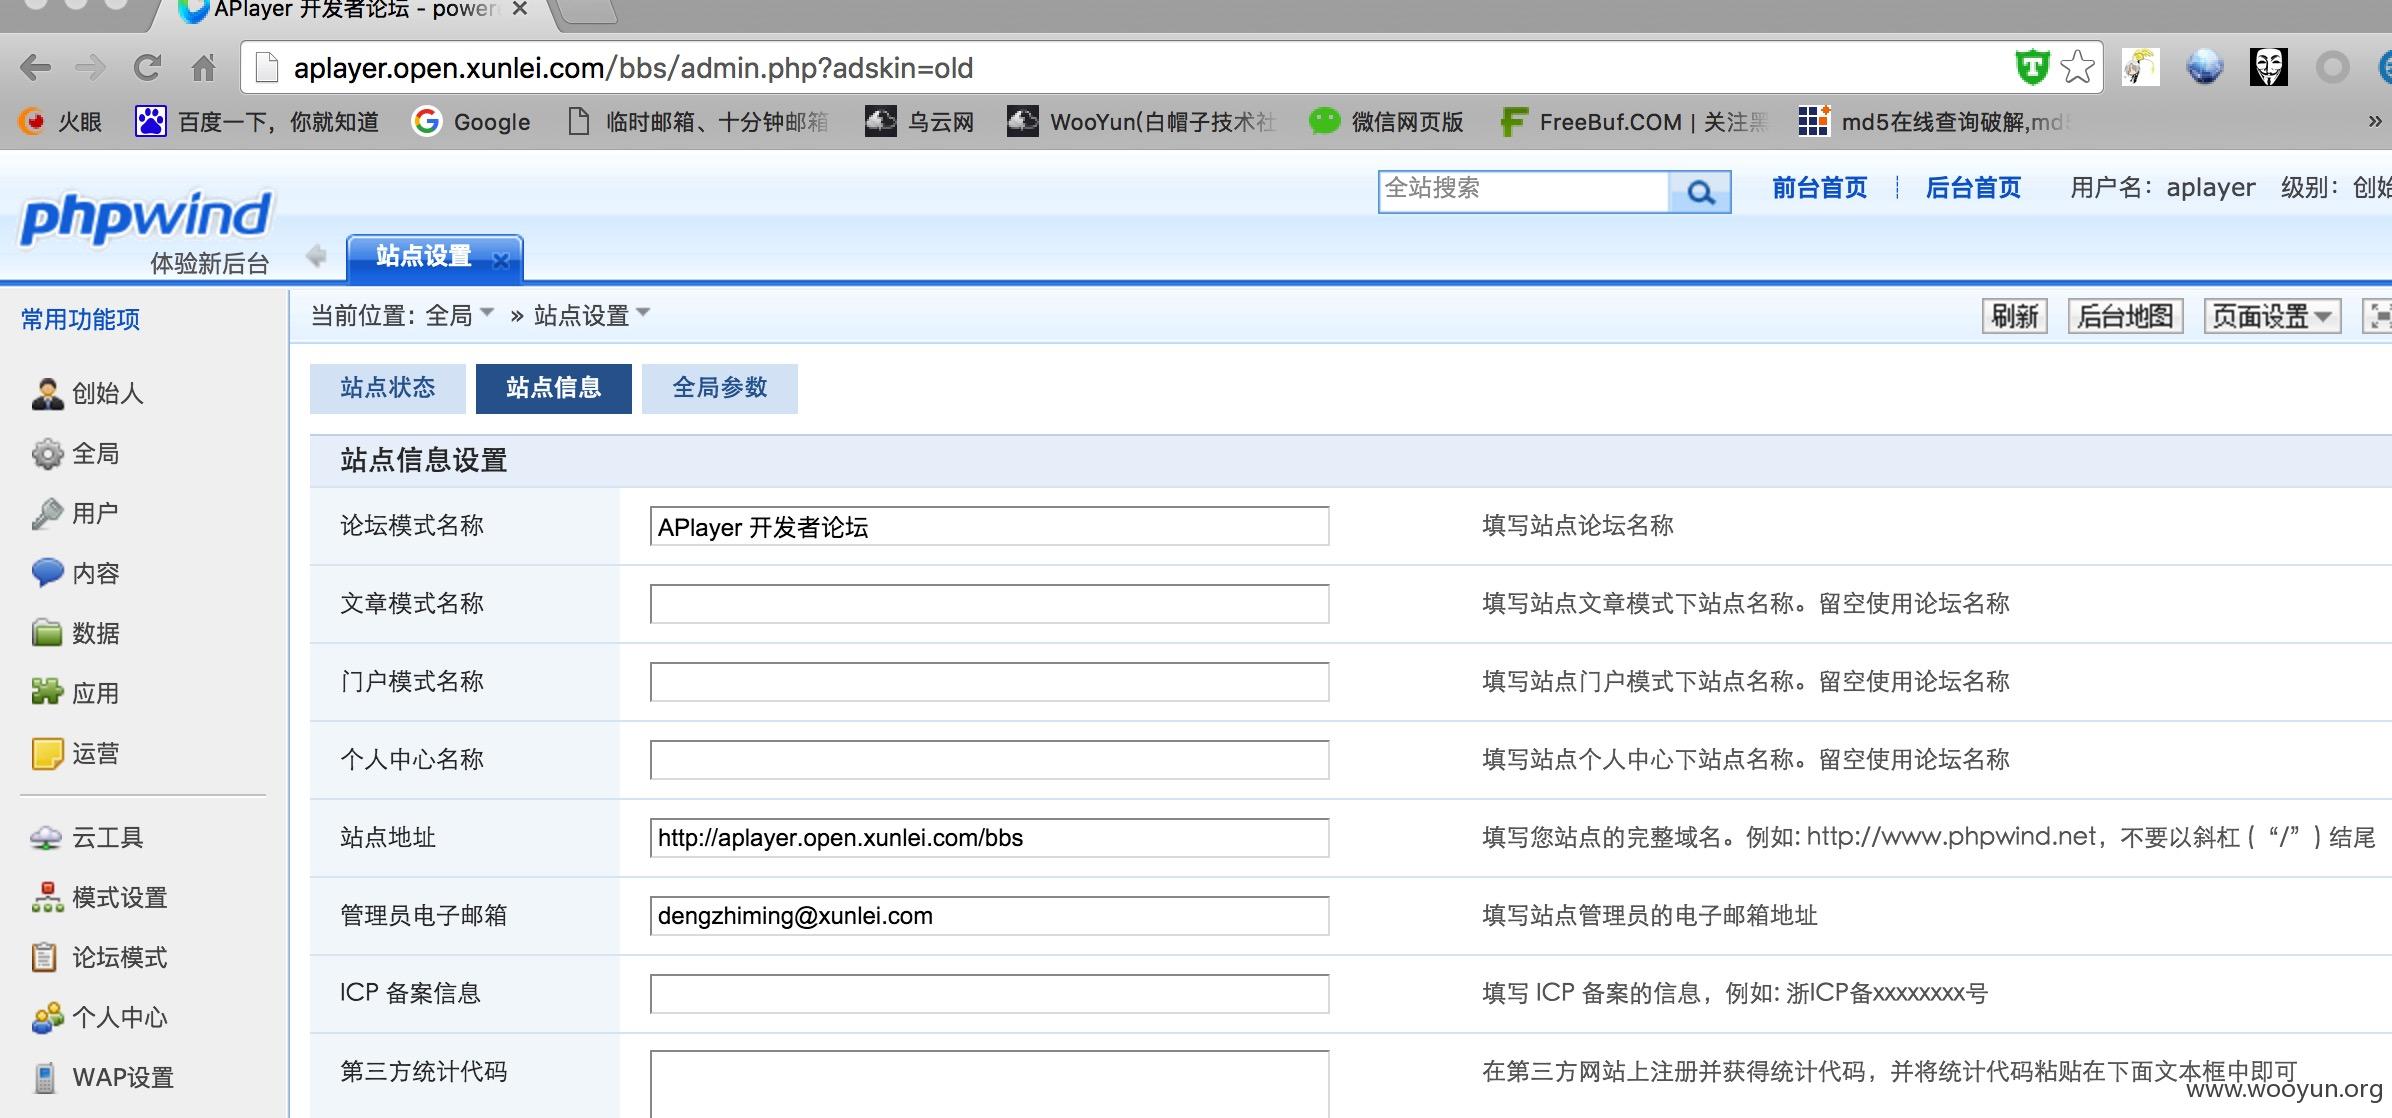 APlayer 开发者论坛 - power
aplayer.open.xunlei.com/bbs/admin.php?adskin=old
火眼 百度一下，你就知道 Google 临时邮箱、十分钟邮箱 乌云网 WooYun(白帽子技术社 微信网页版 FreeBuf.COM | 关注黑 md5在线查询破解,md5 »
phpwind
体验新后台
全站搜索 前台首页 后台首页 用户名：aplayer 级别：创始
站点设置
常用功能项
当前位置：全局 » 站点设置
刷新 后台地图 页面设置
创始人
全局
用户
内容
数据
应用
运营
云工具
模式设置
论坛模式
个人中心
WAP设置
站点状态 站点信息 全局参数
站点信息设置
论坛模式名称 APlayer 开发者论坛 填写站点论坛名称
文章模式名称 填写站点文章模式下站点名称。留空使用论坛名称
门户模式名称 填写站点门户模式下站点名称。留空使用论坛名称
个人中心名称 填写站点个人中心下站点名称。留空使用论坛名称
站点地址 http://aplayer.open.xunlei.com/bbs 填写您站点的完整域名。例如: http://www.phpwind.net，不要以斜杠 (“/”) 结尾
管理员电子邮箱 dengzhiming@xunlei.com 填写站点管理员的电子邮箱地址
ICP 备案信息 填写 ICP 备案的信息，例如: 浙ICP备xxxxxxxx号
第三方统计代码 在第三方网站上注册并获得统计代码，并将统计代码粘贴在下面文本框中即可
www.wooyun.org